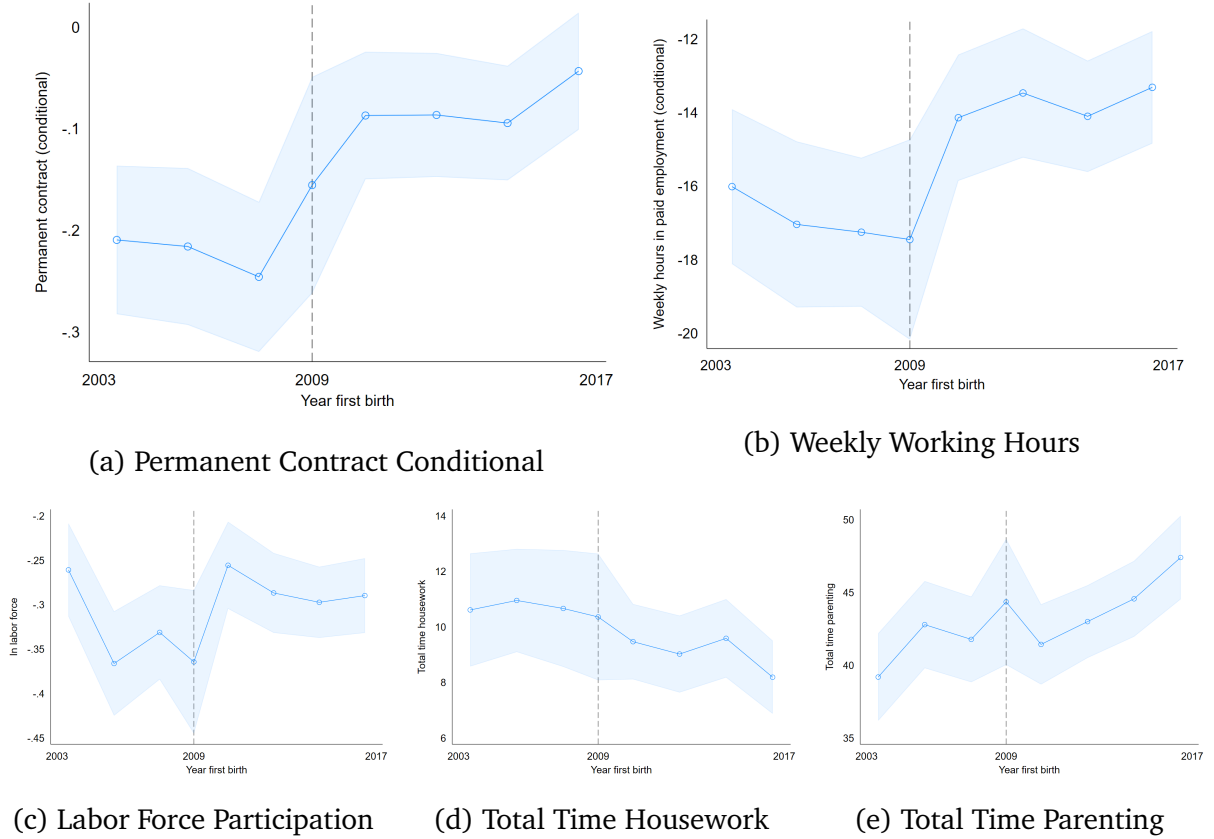 0
-.1
-.2
-.3
Permanent contract (conditional)
2003
2009
2017
Year first birth
(a) Permanent Contract Conditional
-12
-14
-16
-18
-20
Weekly hours in paid employment (conditional)
2003
2009
2017
Year first birth
(b) Weekly Working Hours
-.2
-.25
-.3
-.35
-.4
-.45
In labor force
2003
2009
2017
Year first birth
(c) Labor Force Participation
14
12
10
8
6
Total time housework
2003
2009
2017
Year first birth
(d) Total Time Housework
50
45
40
35
Total time parenting
2003
2009
2017
Year first birth
(e) Total Time Parenting